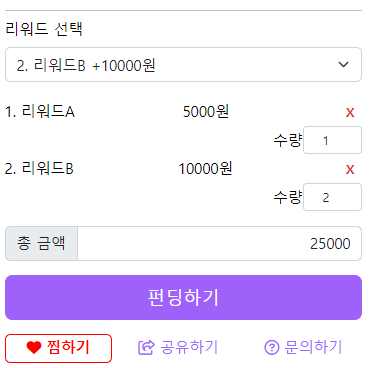 리워드 선택
2. 리워드B +10000원
1. 리워드A 5000원 x
수량 1
2. 리워드B 10000원 x
수량 2
총 금액 25000
펀딩하기
찜하기 공유하기 문의하기